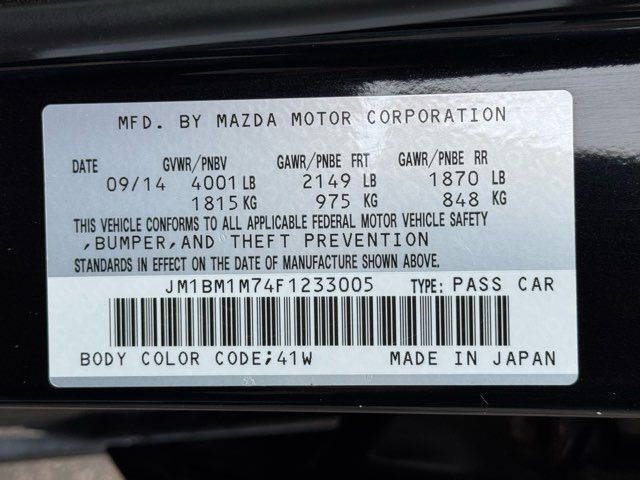 MFD. BY MAZDA MOTOR CORPORATION
DATE GVWR/PNBV GAWR/PNBE FRT GAWR/PNBE RR
09/14 4001 LB 2149 LB 1870 LB
1815 KG 975 KG 848 KG
THIS VEHICLE CONFORMS TO ALL APPLICABLE FEDERAL MOTOR VEHICLE SAFETY
,BUMPER,AND THEFT PREVENTION
STANDARDS IN EFFECT ON THE DATE OF MANUFACTURE SHOWN ABOVE.
JM1BM1M74F1233005 TYPE: PASS CAR
BODY COLOR CODE;41W MADE IN JAPAN